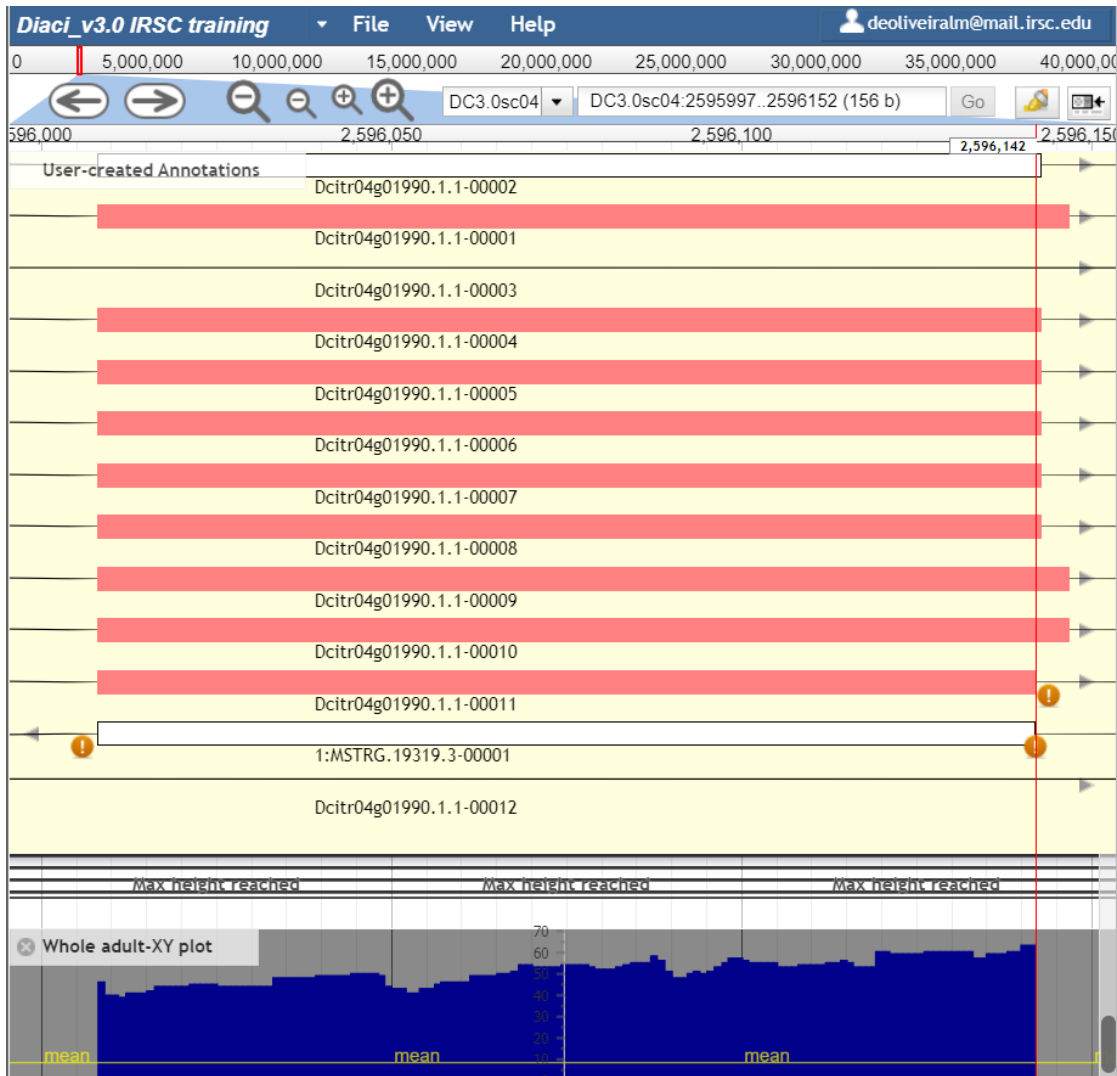 Diaci_v3.0 IRSC training File View Help deoliveiralm@mail.irsc.edu
0 5,000,000 10,000,000 15,000,000 20,000,000 25,000,000 30,000,000 35,000,000 40,000,00
DC3.0sc04 DC3.0sc04:2595997..2596152 (156 b) Go
596,000 2,596,050 2,596,100 2,596,150
2,596,142
User-created Annotations
Dcitr04g01990.1.1-00002
Dcitr04g01990.1.1-00001
Dcitr04g01990.1.1-00003
Dcitr04g01990.1.1-00004
Dcitr04g01990.1.1-00005
Dcitr04g01990.1.1-00006
Dcitr04g01990.1.1-00007
Dcitr04g01990.1.1-00008
Dcitr04g01990.1.1-00009
Dcitr04g01990.1.1-00010
Dcitr04g01990.1.1-00011
1:MSTRG.19319.3-00001
Dcitr04g01990.1.1-00012
Max height reached Max height reached Max height reached
Whole adult-XY plot
70
60
50
40
30
20
10
mean mean mean